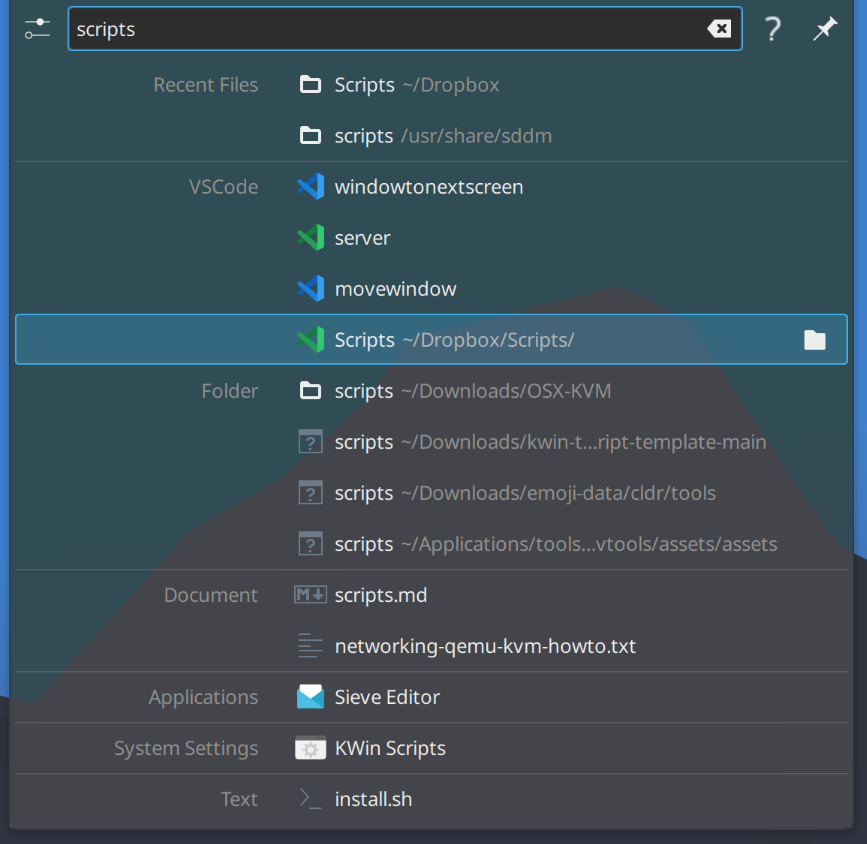 scripts
?
Recent Files Scripts ~/Dropbox
scripts /usr/share/sddm
VSCode windowtonextscreen
server
movewindow
Scripts ~/Dropbox/Scripts/
Folder scripts ~/Downloads/OSX-KVM
? scripts ~/Downloads/kwin-t...ript-template-main
? scripts ~/Downloads/emoji-data/cldr/tools
? scripts ~/Applications/tools...vtools/assets/assets
Document M scripts.md
networking-qemu-kvm-howto.txt
Applications Sieve Editor
System Settings KWin Scripts
Text >_ install.sh